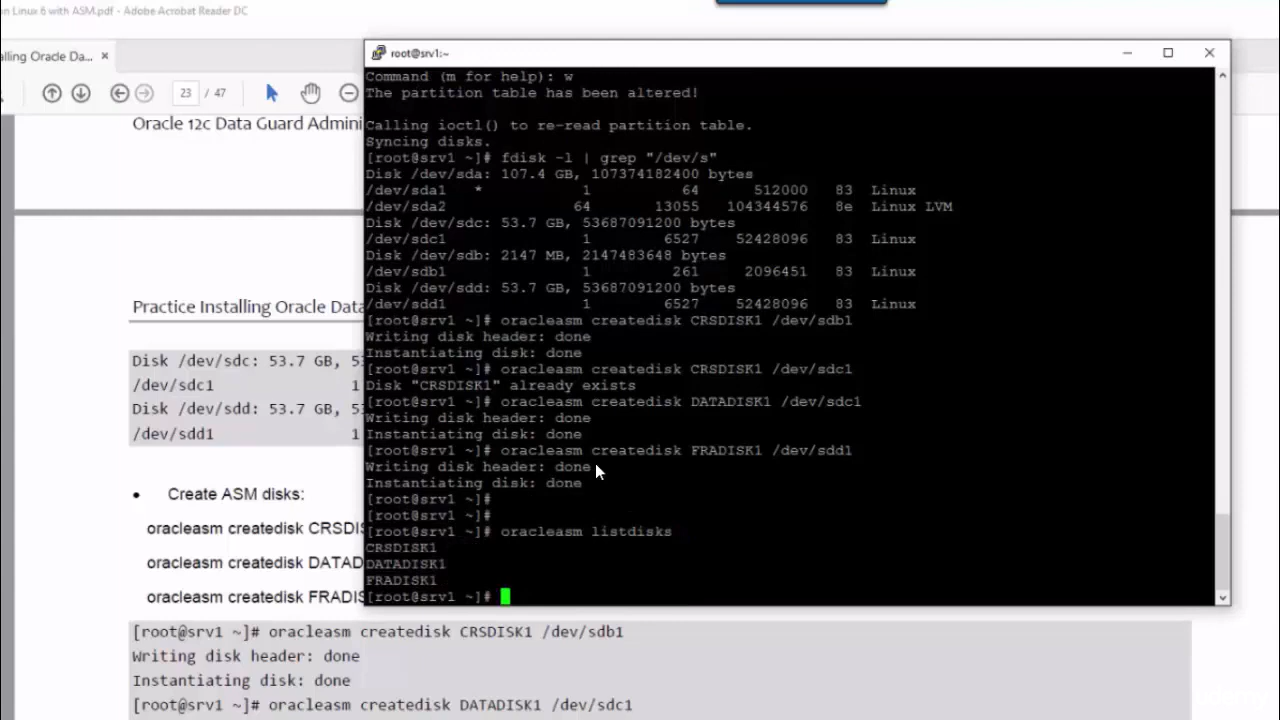 on Linux 6 with ASM.pdf - Adobe Acrobat Reader DC
alling Oracle Da... ×
23 / 47
Oracle 12c Data Guard Admini
Practice Installing Oracle Data
Disk /dev/sdc: 53.7 GB, 5
/dev/sdc1 1
Disk /dev/sdd: 53.7 GB, 5
/dev/sdd1 1
• Create ASM disks:
oracleasm createdisk CRSDIS
oracleasm createdisk DATAD
oracleasm createdisk FRADIS
[root@srv1 ~]# oracleasm createdisk CRSDISK1 /dev/sdb1
Writing disk header: done
Instantiating disk: done
[root@srv1 ~]# oracleasm createdisk DATADISK1 /dev/sdc1
root@srv1:~
Command (m for help): w
The partition table has been altered!
Calling ioctl() to re-read partition table.
Syncing disks.
[root@srv1 ~]# fdisk -l | grep "/dev/s"
Disk /dev/sda: 107.4 GB, 107374182400 bytes
/dev/sda1 * 1 64 512000 83 Linux
/dev/sda2 64 13055 104344576 8e Linux LVM
Disk /dev/sdc: 53.7 GB, 53687091200 bytes
/dev/sdc1 1 6527 52428096 83 Linux
Disk /dev/sdb: 2147 MB, 2147483648 bytes
/dev/sdb1 1 261 2096451 83 Linux
Disk /dev/sdd: 53.7 GB, 53687091200 bytes
/dev/sdd1 1 6527 52428096 83 Linux
[root@srv1 ~]# oracleasm createdisk CRSDISK1 /dev/sdb1
Writing disk header: done
Instantiating disk: done
[root@srv1 ~]# oracleasm createdisk CRSDISK1 /dev/sdc1
Disk "CRSDISK1" already exists
[root@srv1 ~]# oracleasm createdisk DATADISK1 /dev/sdc1
Writing disk header: done
Instantiating disk: done
[root@srv1 ~]# oracleasm createdisk FRADISK1 /dev/sdd1
Writing disk header: done
Instantiating disk: done
[root@srv1 ~]#
[root@srv1 ~]#
[root@srv1 ~]# oracleasm listdisks
CRSDISK1
DATADISK1
FRADISK1
[root@srv1 ~]#